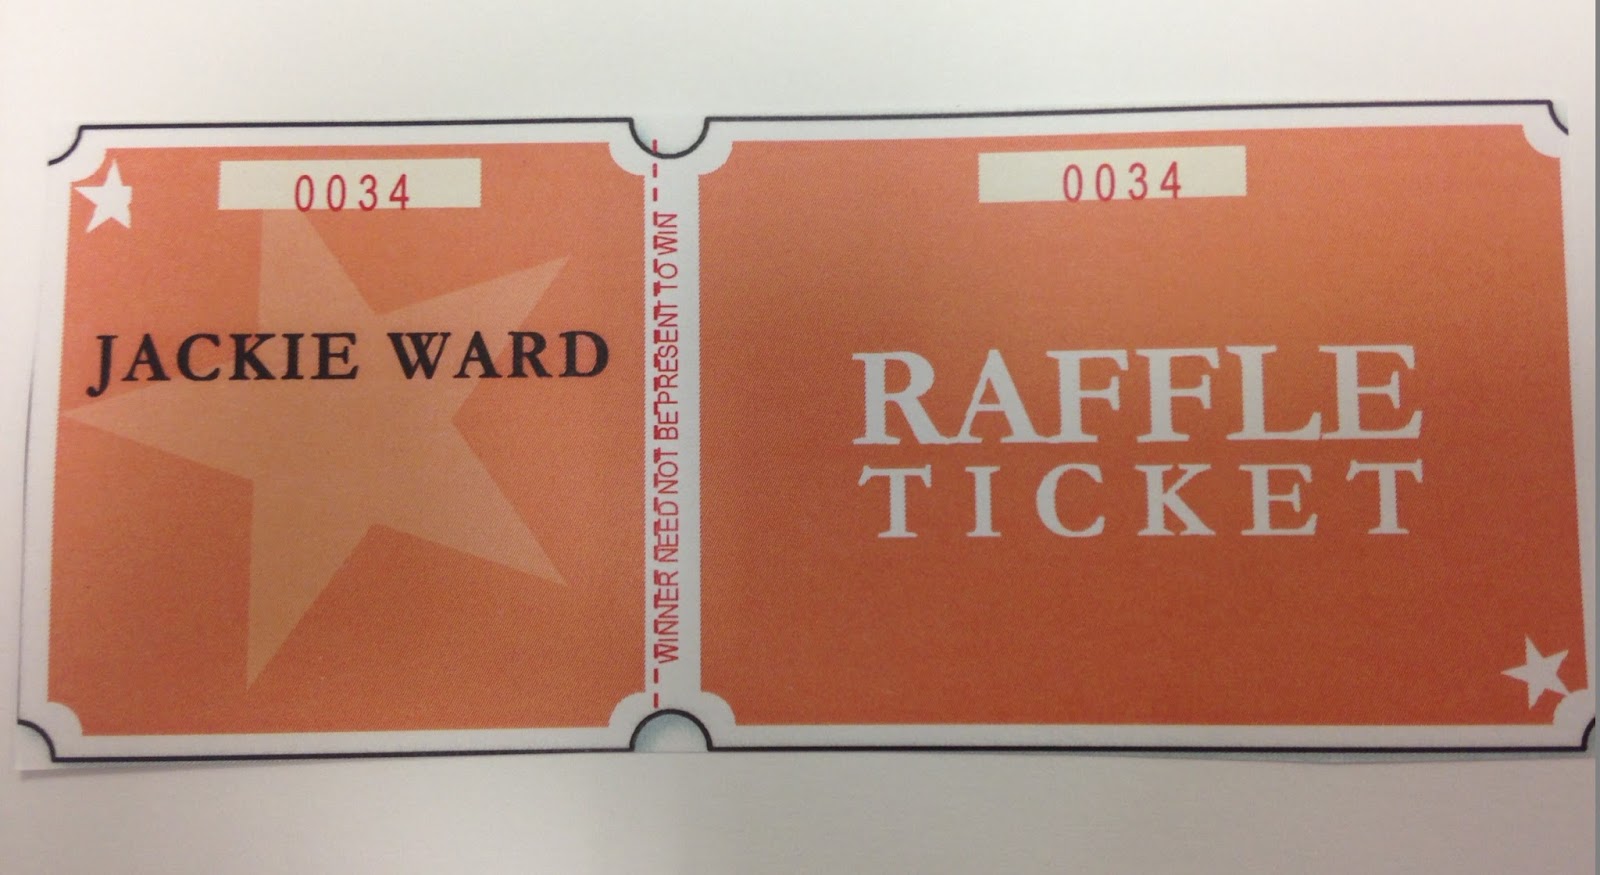 0034
JACKIE WARD
WINNER NEED NOT BE PRESENT TO WIN
0034
RAFFLE
TICKET